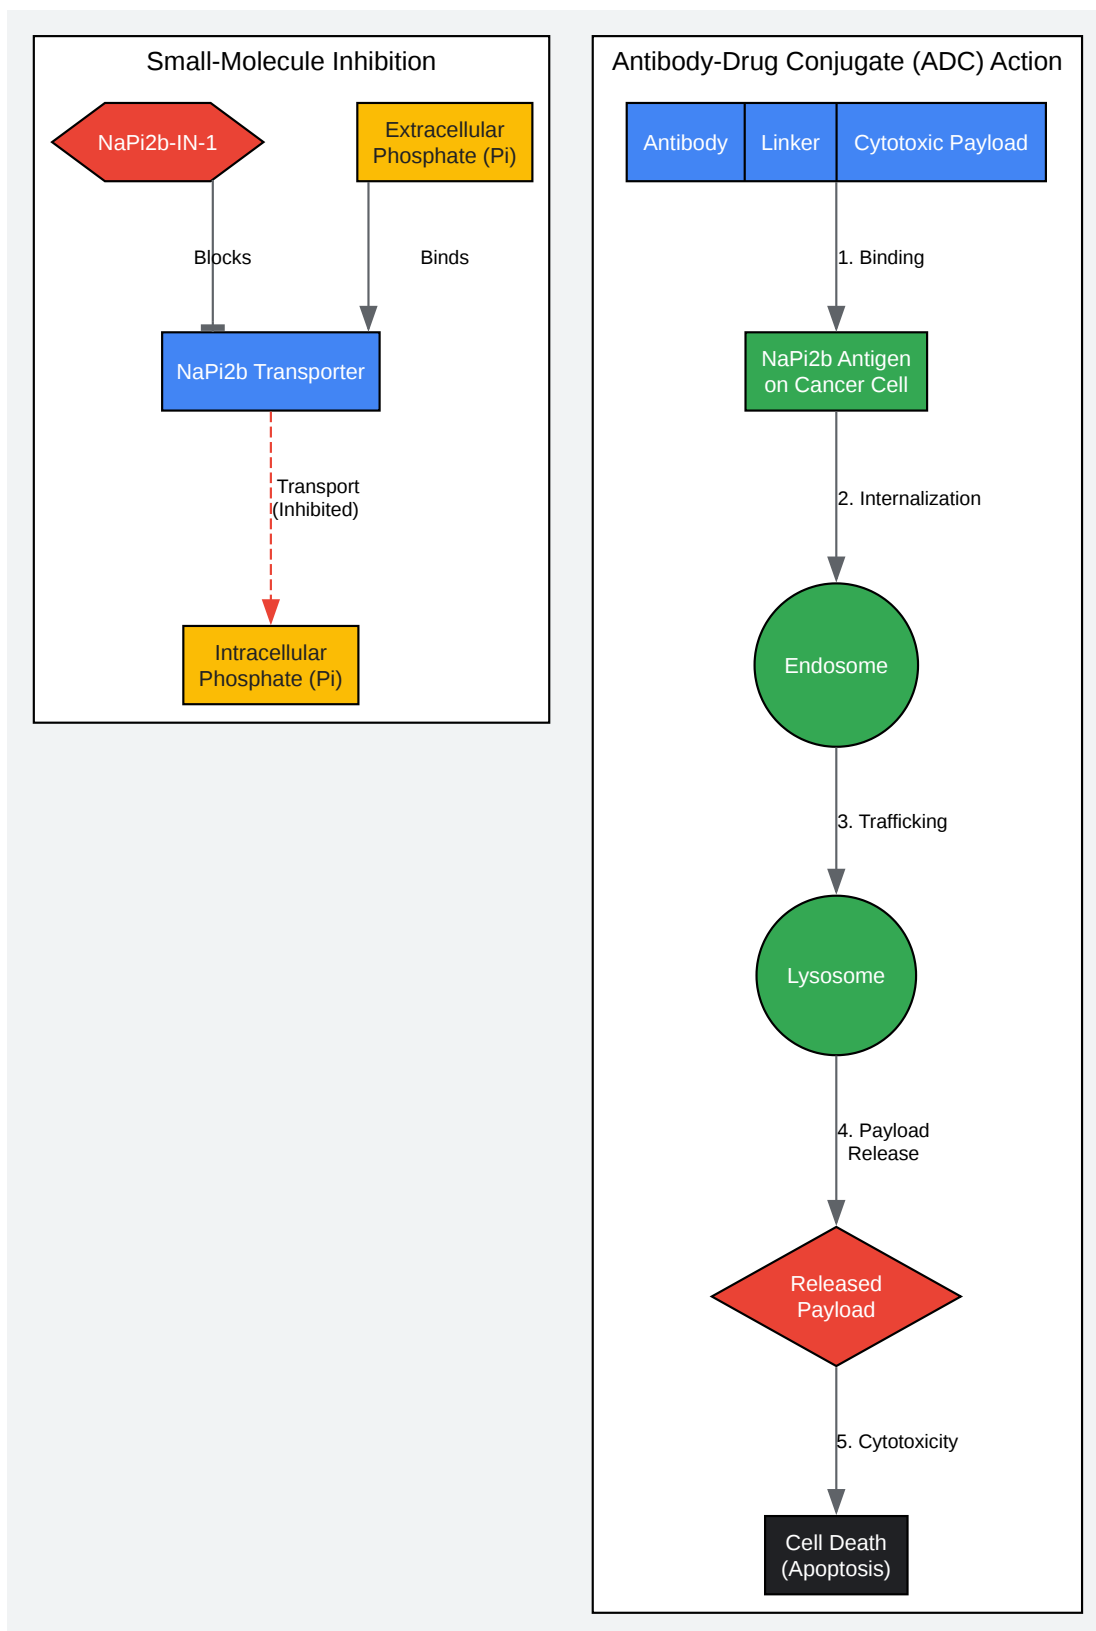 Small-Molecule Inhibition
NaPi2b-IN-1
Extracellular
Phosphate (Pi)
Blocks
Binds
NaPi2b Transporter
Transport
(Inhibited)
Intracellular
Phosphate (Pi)
Antibody-Drug Conjugate (ADC) Action
Antibody
Linker
Cytotoxic Payload
1. Binding
NaPi2b Antigen
on Cancer Cell
2. Internalization
Endosome
3. Trafficking
Lysosome
4. Payload
Release
Released
Payload
5. Cytotoxicity
Cell Death
(Apoptosis)